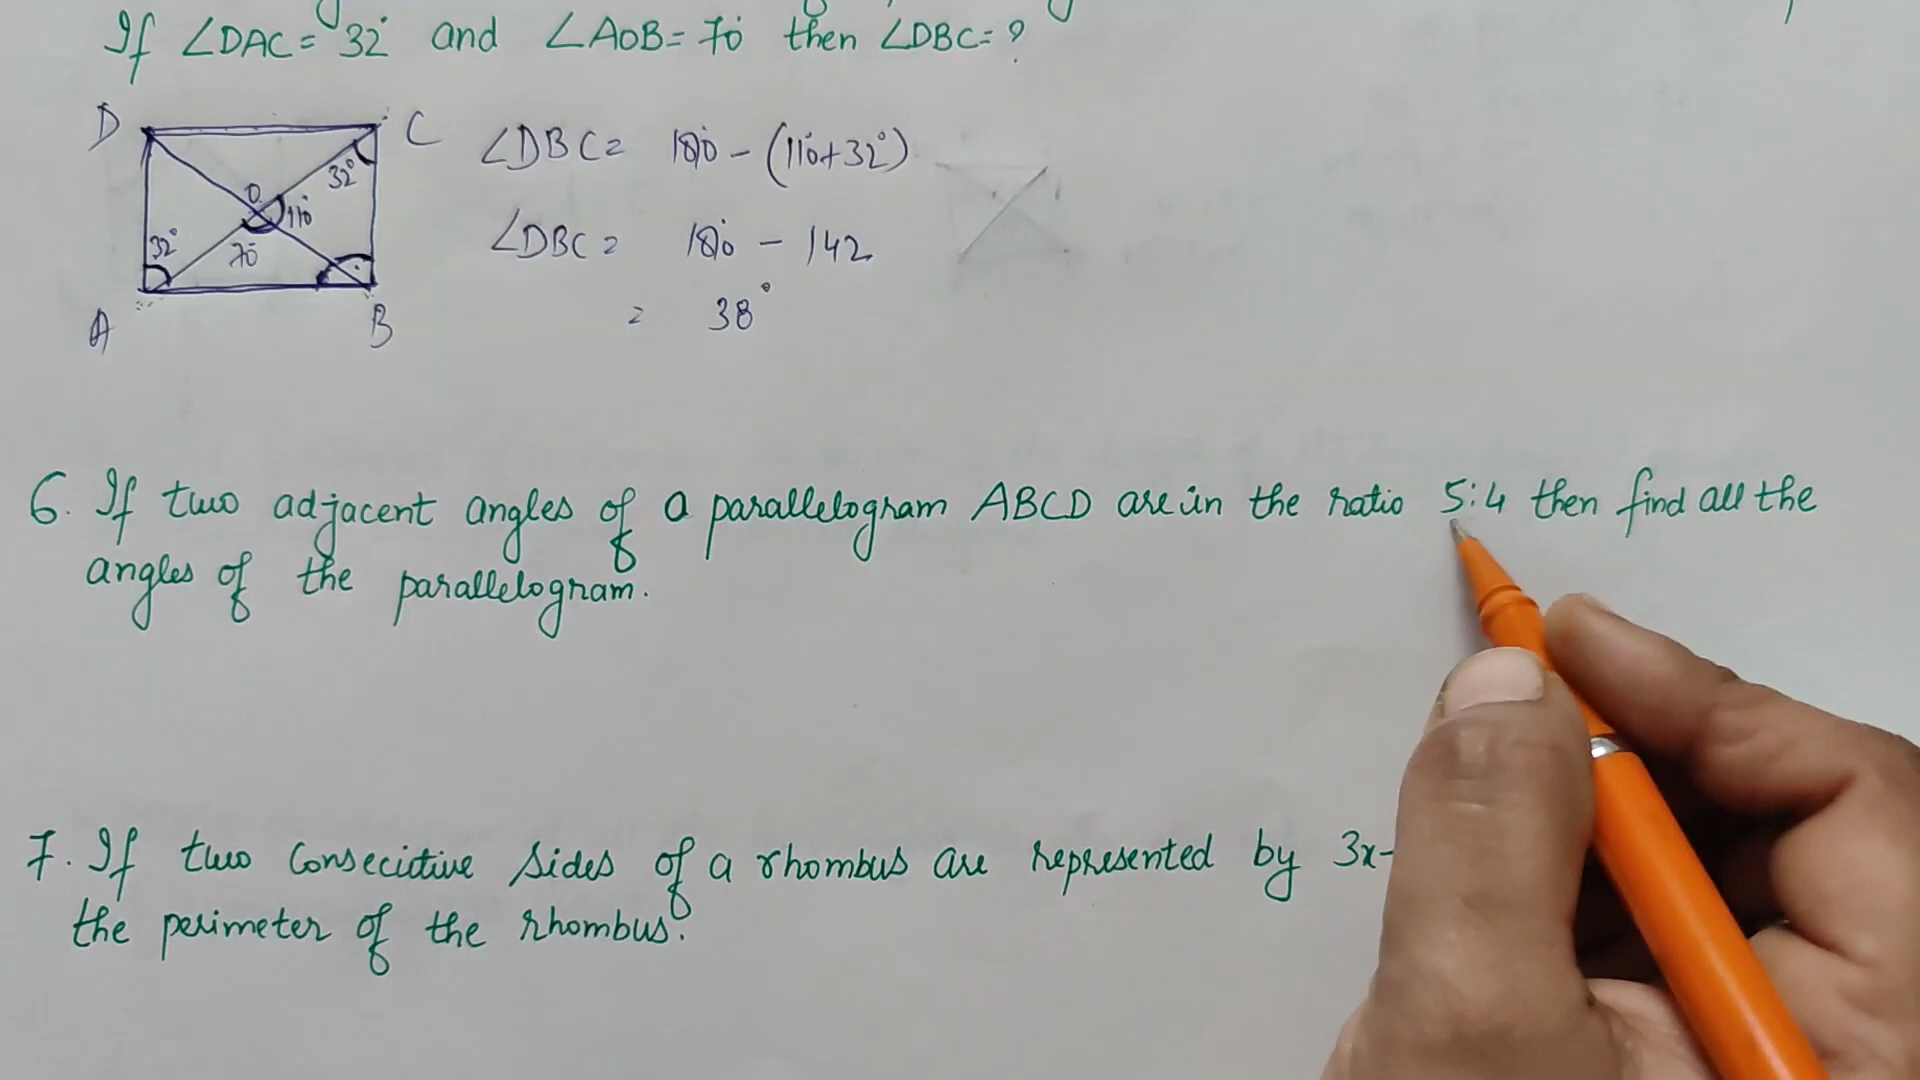 If ∠DAC= 32° and ∠AOB= 70° then ∠DBC= ?
D
C
O
32°
110°
32°
70°
A
B
∠DBC = 180° - (110°+32°)
∠DBC = 180° - 142
= 38°
6. If two adjacent angles of a parallelogram ABCD are in the ratio 5:4 then find all the
angles of the parallelogram.
7. If two Consecitive sides of a rhombus are represented by 3x-
the perimeter of the rhombus.